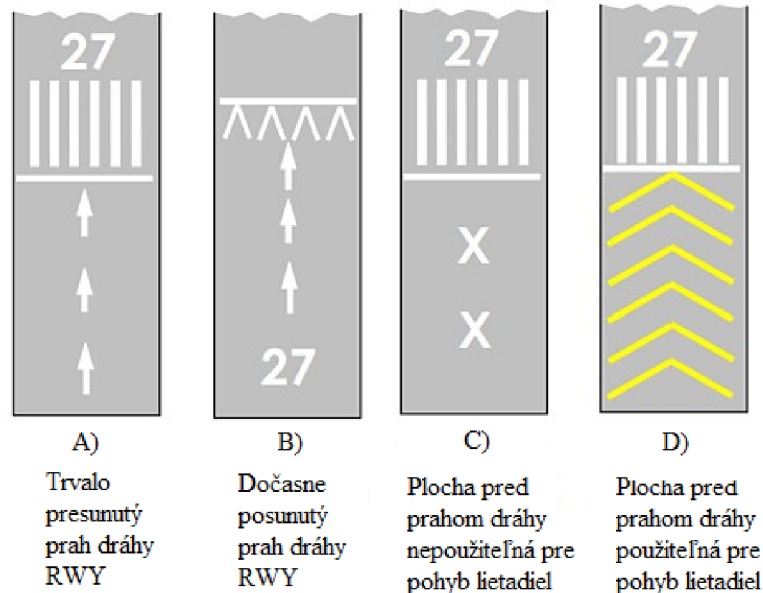 27
27
27
27
X
X
A)
Trvalo
presunutý
prah dráhy
RWY
B)
Dočasne
posunutý
prah dráhy
RWY
C)
Plocha pred
prahom dráhy
nepoužiteľná pre
pohyb lietadiel
D)
Plocha pred
prahom dráhy
použiteľná pre
pohyb lietadiel